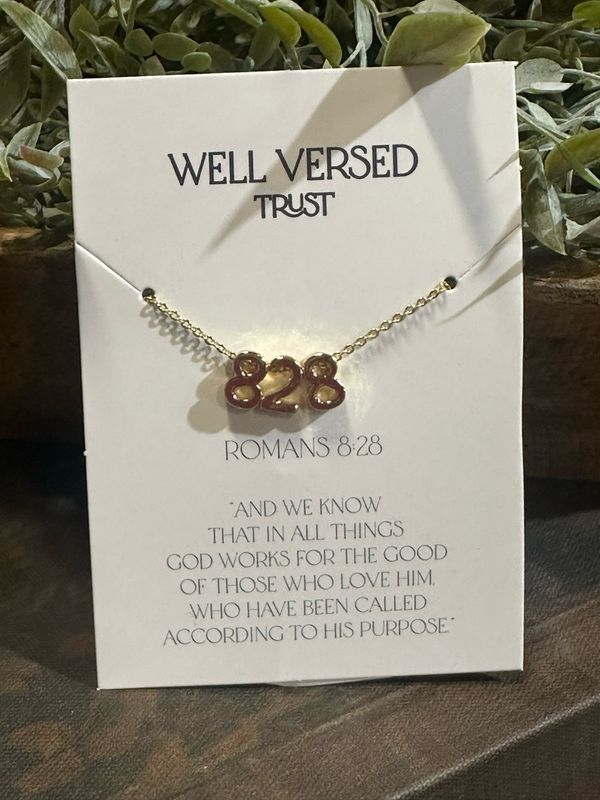 WELL VERSED
TRUST
828
ROMANS 8:28
"AND WE KNOW
THAT IN ALL THINGS
GOD WORKS FOR THE GOOD
OF THOSE WHO LOVE HIM,
WHO HAVE BEEN CALLED
ACCORDING TO HIS PURPOSE."